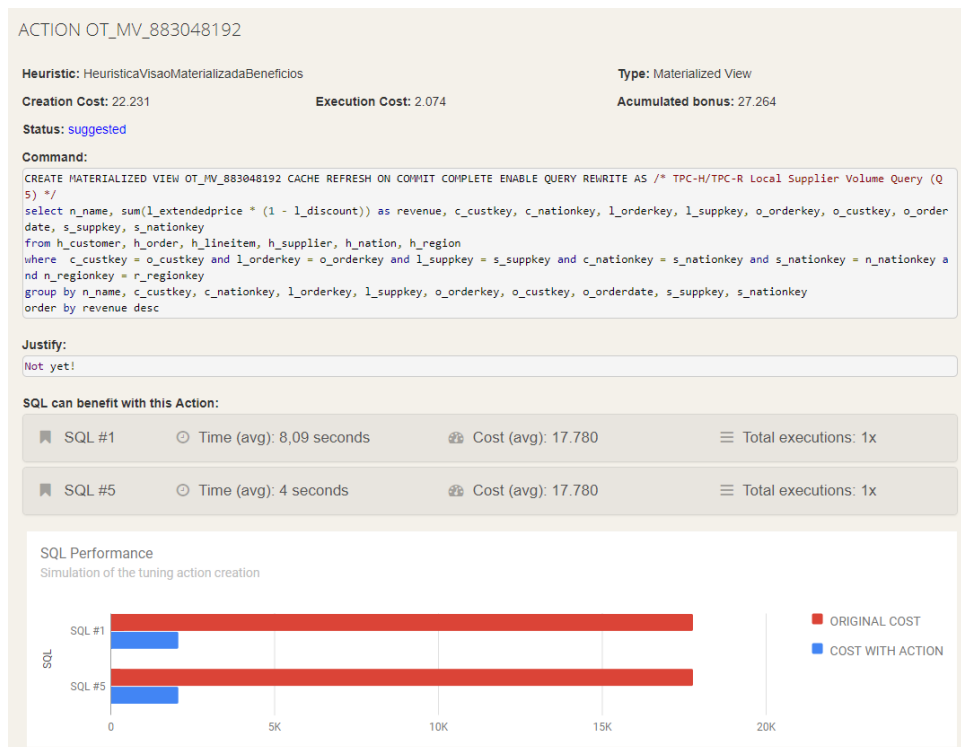 ACTION OT_MV_883048192
Heuristic: HeuristicaVisaoMaterializadaBeneficios Type: Materialized View
Creation Cost: 22.231 Execution Cost: 2.074 Acumulated bonus: 27.264
Status: suggested
Command:
CREATE MATERIALIZED VIEW OT_MV_883048192 CACHE REFRESH ON COMMIT COMPLETE ENABLE QUERY REWRITE AS /* TPC-H/TPC-R Local Supplier Volume Query (Q
5) */
select n_name, sum(l_extendedprice * (1 - l_discount)) as revenue, c_custkey, c_nationkey, l_orderkey, l_suppkey, o_orderkey, o_custkey, o_order
date, s_suppkey, s_nationkey
from h_customer, h_order, h_lineitem, h_supplier, h_nation, h_region
where  c_custkey = o_custkey and l_orderkey = o_orderkey and l_suppkey = s_suppkey and c_nationkey = s_nationkey and s_nationkey = n_nationkey a
nd n_regionkey = r_regionkey
group by n_name, c_custkey, c_nationkey, l_orderkey, l_suppkey, o_orderkey, o_custkey, o_orderdate, s_suppkey, s_nationkey
order by revenue desc
Justify:
Not yet!
SQL can benefit with this Action:
SQL #1 Time (avg): 8,09 seconds Cost (avg): 17.780 Total executions: 1x
SQL #5 Time (avg): 4 seconds Cost (avg): 17.780 Total executions: 1x
SQL Performance
Simulation of the tuning action creation
SQL
SQL #1
SQL #5
0 5K 10K 15K 20K
ORIGINAL COST
COST WITH ACTION